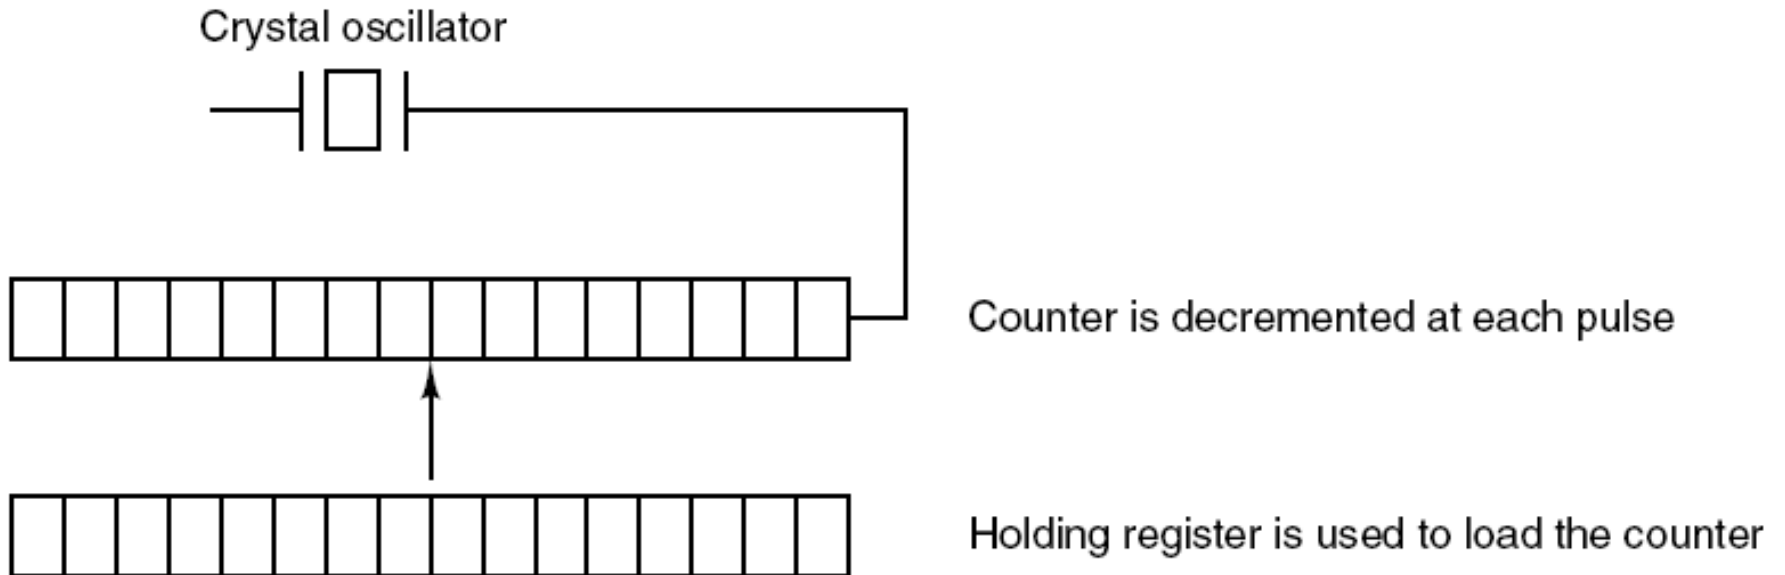 Crystal oscillator
Counter is decremented at each pulse
Holding register is used to load the counter